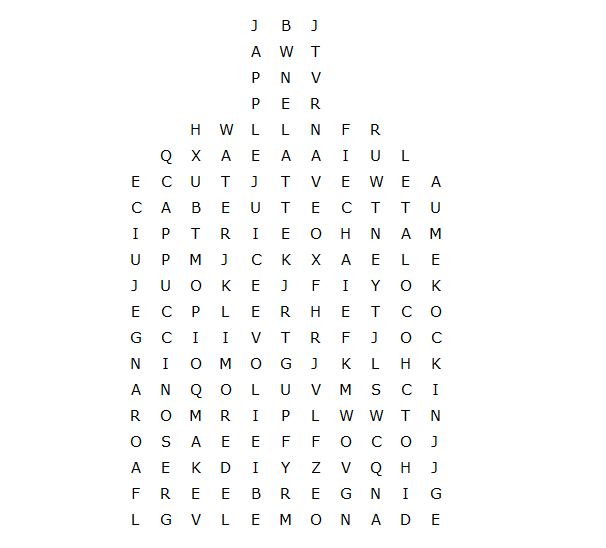 J B J
A W T
P N V
P E R
H W L L N F R
Q X A E A A I U L
E C U T J T V E W E A
C A B E U T E C T T U
I P T R I E O H N A M
U P M J C K X A E L E
J U O K E J F I Y O K
E C P L E R H E T C O
G C I I V T R F J O C
N I O M O G J K L H K
A N Q O L U V M S C I
R O M R I P L W W T N
O S A E E F F O C O J
A E K D I Y Z V Q H J
F R E E B R E G N I G
L G V L E M O N A D E